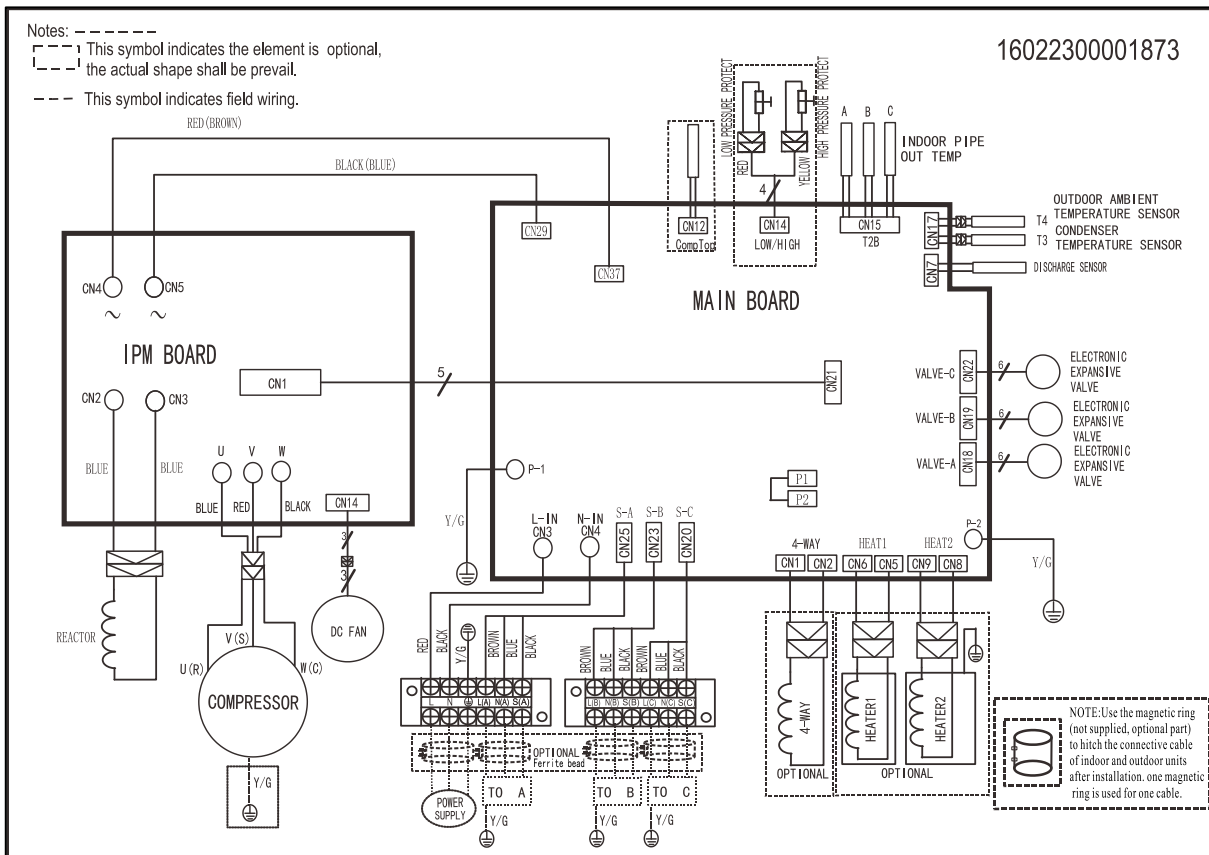 Notes:
This symbol indicates the element is optional,
the actual shape shall be prevail.
This symbol indicates field wiring.
16022300001873
RED(BROWN)
BLACK(BLUE)
LOW PRESSURE PROTECT
HIGH PRESSURE PROTECT
RED
YELLOW
4
CN12
CompTop
CN14
LOW/HIGH
A B C
INDOOR PIPE
OUT TEMP
CN15
T2B
CN17
T4
OUTDOOR AMBIENT
TEMPERATURE SENSOR
T3
CONDENSER
TEMPERATURE SENSOR
CN7
DISCHARGE SENSOR
CN29
CN37
MAIN BOARD
CN4
CN5
~ ~
IPM BOARD
CN1
5
CN21
CN2
CN3
BLUE
BLUE
U V W
BLUE
RED
BLACK
CN14
3
3
DC FAN
REACTOR
V(S)
U(R)
W(C)
COMPRESSOR
Y/G
VALVE-C
CN22
6
ELECTRONIC
EXPANSIVE
VALVE
VALVE-B
CN19
6
ELECTRONIC
EXPANSIVE
VALVE
VALVE-A
CN18
6
ELECTRONIC
EXPANSIVE
VALVE
P-1
Y/G
P1
P2
P-2
Y/G
L-IN
CN3
N-IN
CN4
S-A
CN25
S-B
CN23
S-C
CN20
4-WAY
CN1 CN2
HEAT1
CN6 CN5
HEAT2
CN9 CN8
RED
BLACK
Y/G
BROWN
BLUE
BLACK
BROWN
BLUE
BLACK
BROWN
BLUE
BLACK
L N L(A) N(A) S(A)
L(B) N(B) S(B) L(C) N(C) S(C)
OPTIONAL
Ferrite bead
POWER
SUPPLY
TO A
Y/G
TO B
Y/G
TO C
Y/G
4-WAY
OPTIONAL
HEATER1
HEATER2
OPTIONAL
NOTE:Use the magnetic ring
(not supplied, optional part)
to hitch the connective cable
of indoor and outdoor units
after installation. one magnetic
ring is used for one cable.